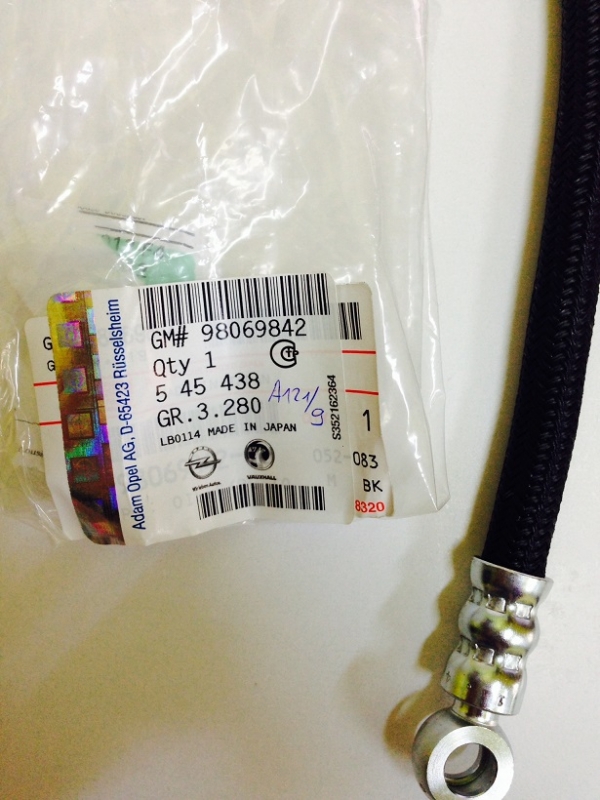 GM# 98069842
Qty 1
5 45 438
GR.3.280
A121/9
LB0114 MADE IN JAPAN
VAUXHALL
Adam Opel AG, D-65423 Rüsselsheim
S352162364
G
G
1
052-083
BK
8320